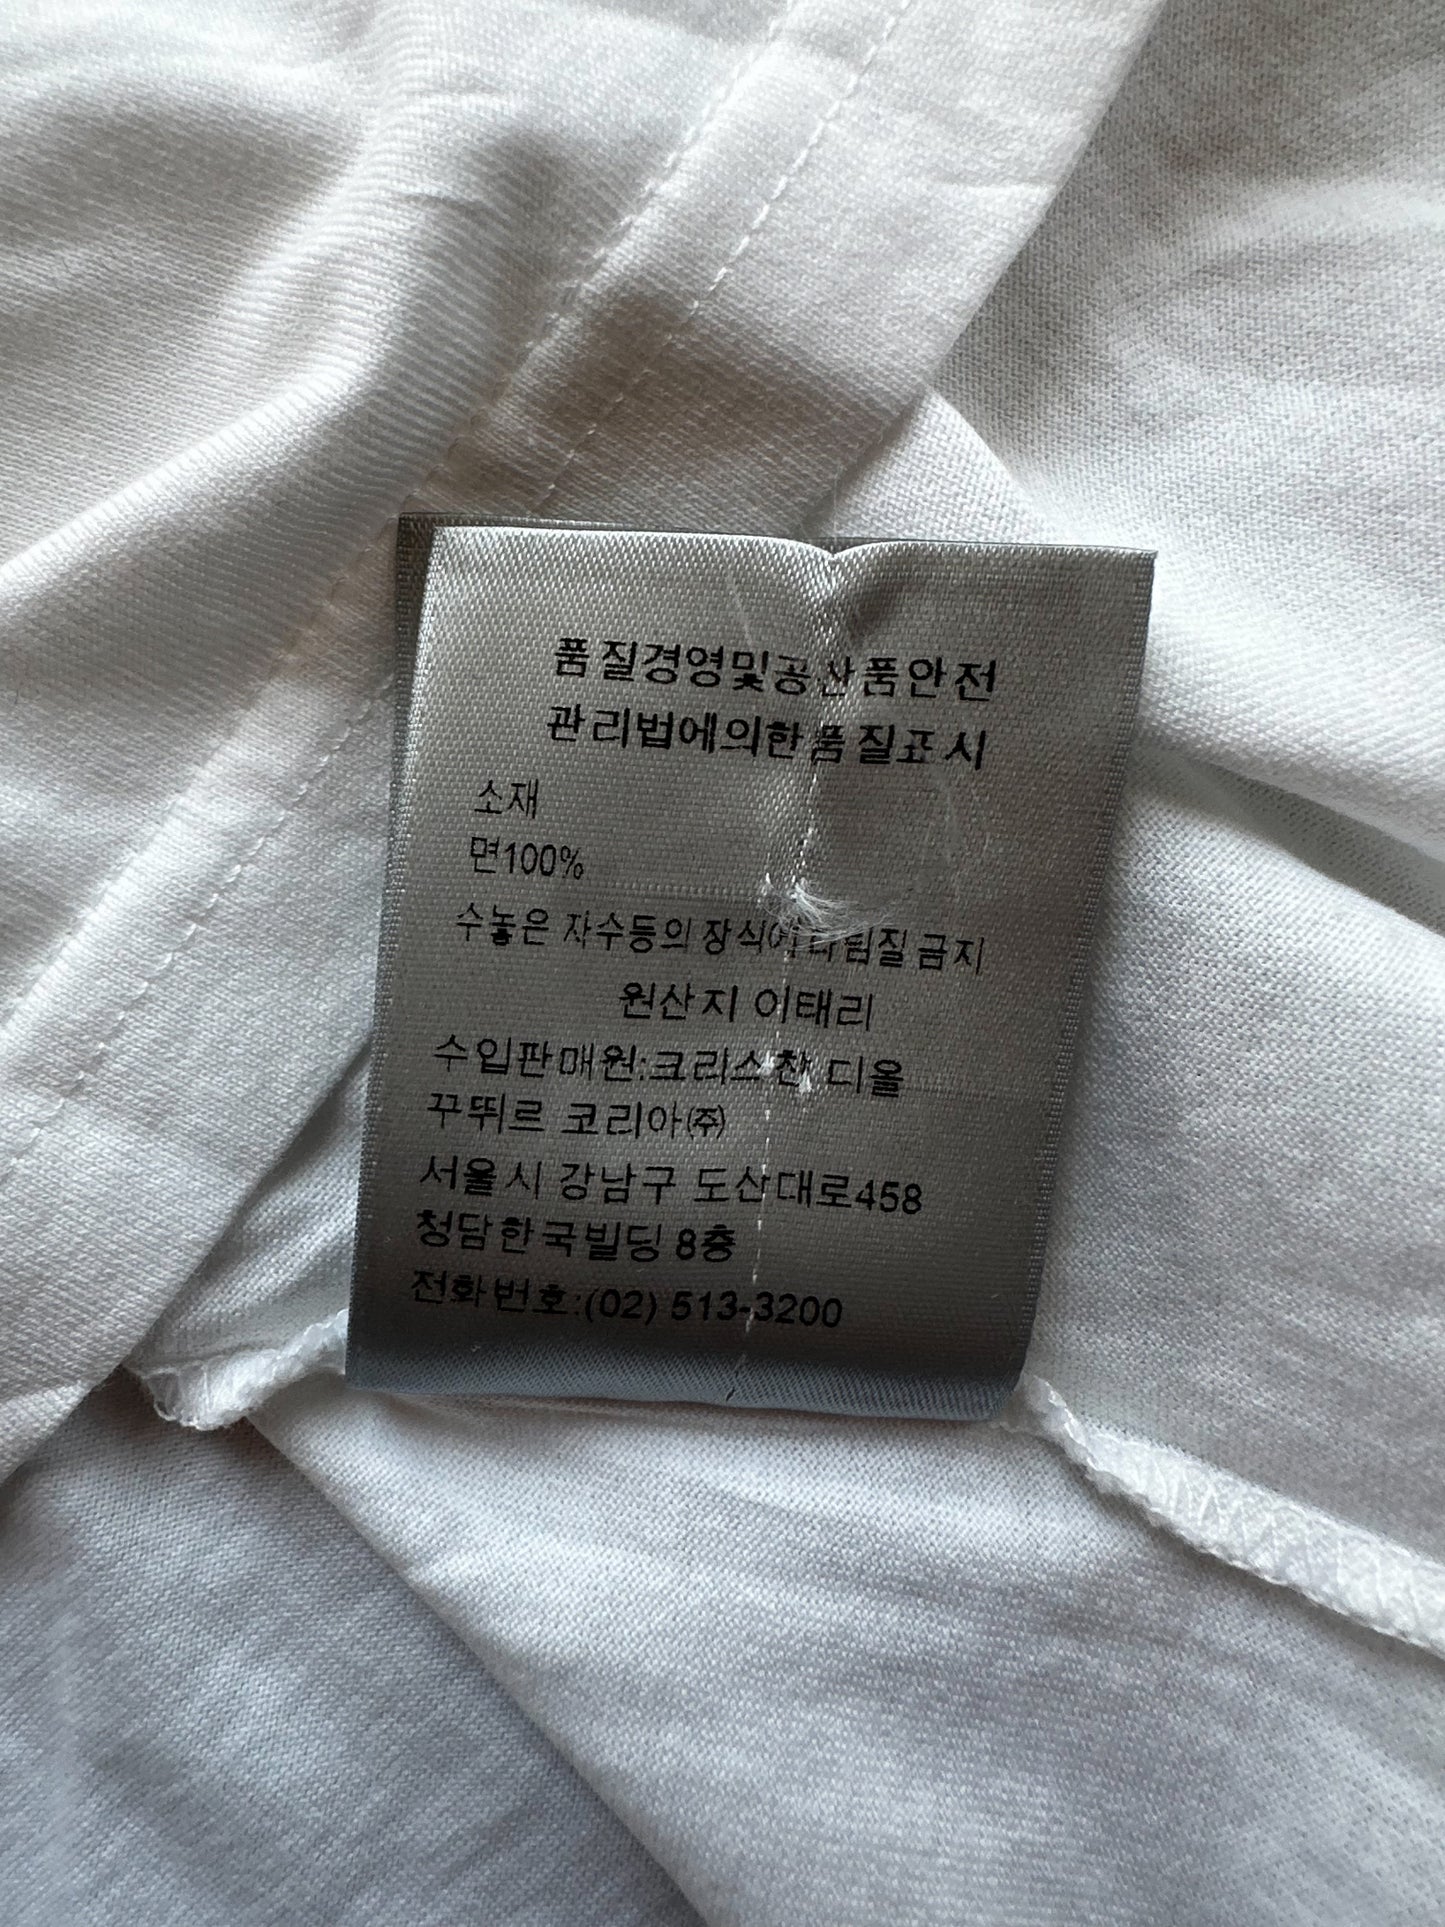 품질경영및공산품안전
관리법에의한품질표시
소재
면100%
수놓은 자수등의 장식에 다림질 금지
원산지 이태리
수입판매원:크리스챤 디올
꾸뛰르 코리아㈜
서울시 강남구 도산대로458
청담한국빌딩 8층
전화번호:(02) 513-3200